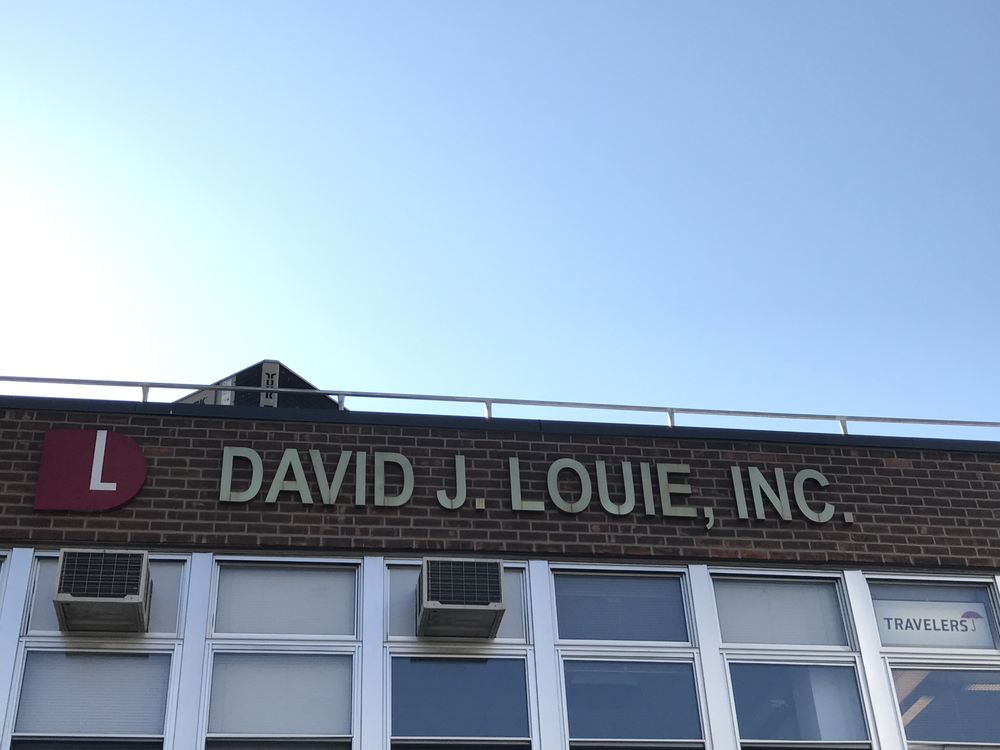 L DAVID J. LOUIE, INC.
TRAVELERS